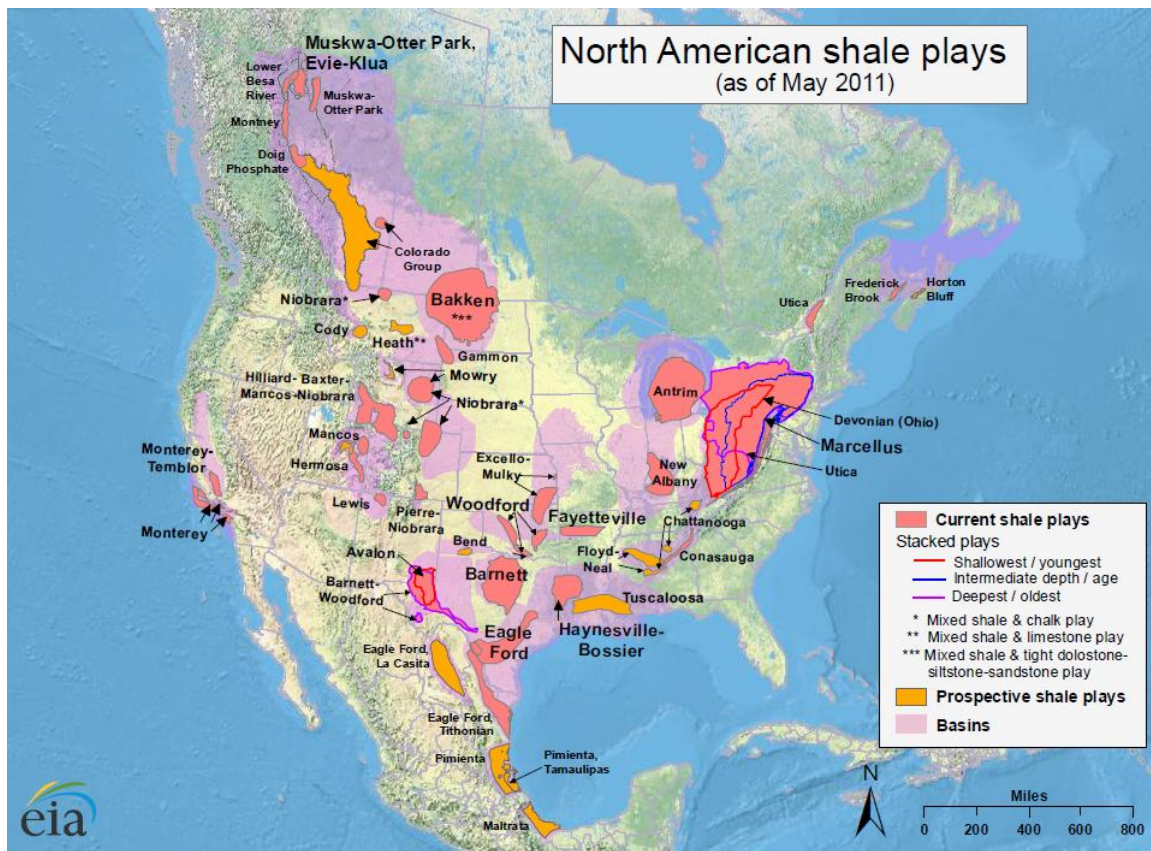 North American shale plays
(as of May 2011)
Muskwa-Otter Park,
Evie-Klua
Lower
Besa
River
Muskwa-
Otter Park
Montney
Doig
Phosphate
Colorado
Group
Niobrara*
Bakken
***
Cody
Heath**
Gammon
Mowry
Hilliard- Baxter-
Mancos-Niobrara
Niobrara*
Antrim
Utica
Frederick
Brook
Horton
Bluff
Devonian (Ohio)
Marcellus
Utica
Mancos
Monterey-
Temblor
Hermosa
Excello-
Mulky
New
Albany
Lewis
Pierre-
Niobrara
Woodford
Fayetteville
Chattanooga
Monterey
Bend
Floyd-
Neal
Conasauga
Avalon
Barnett
Barnett-
Woodford
Tuscaloosa
Eagle
Ford
Haynesville-
Bossier
Eagle Ford,
La Casita
Eagle Ford,
Tithonian
Pimienta
Pimienta,
Tamaulipas
Maltrata
Current shale plays
Stacked plays
Shallowest / youngest
Intermediate depth / age
Deepest / oldest
* Mixed shale & chalk play
** Mixed shale & limestone play
*** Mixed shale & tight dolostone-
siltstone-sandstone play
Prospective shale plays
Basins
N
Miles
0 200 400 600 800
eia